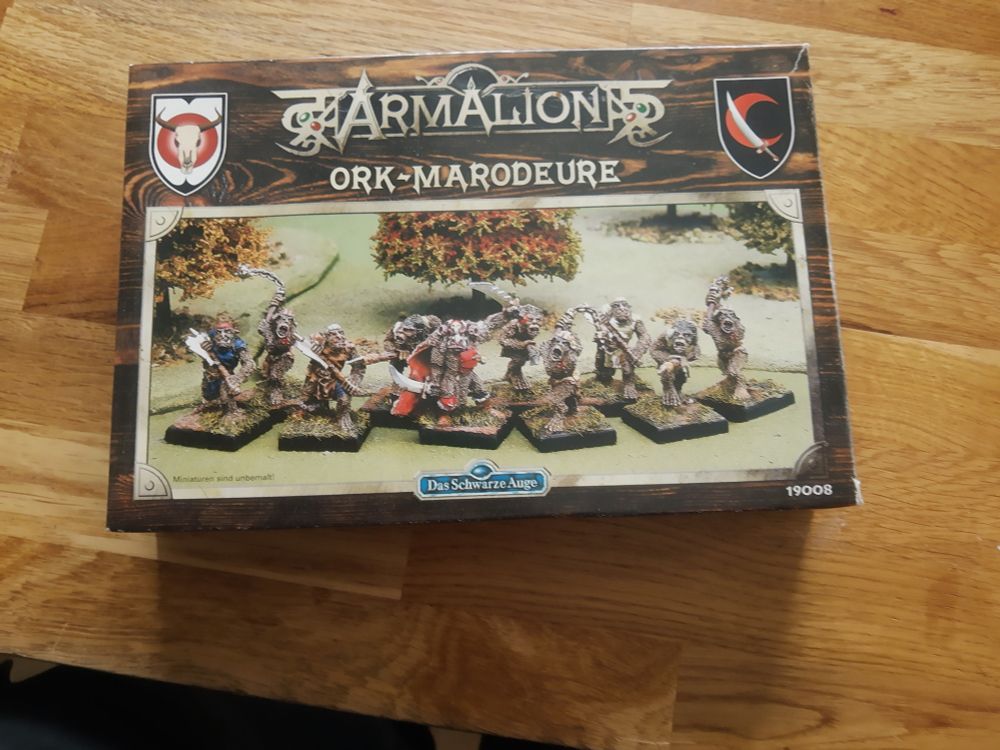 ARMALION
ORK-MARODEURE
Miniaturen sind unbemalt!
Das Schwarze Auge
19008